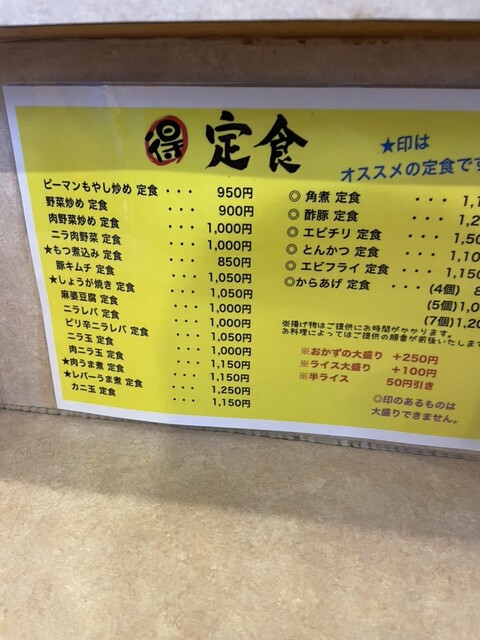 得 定食
★印は
オススメの定食です
ピーマンもやし炒め 定食 ・・・ 950円
野菜炒め 定食 ・・・ 900円
肉野菜炒め 定食 ・・・ 1,000円
ニラ肉野菜 定食 ・・・ 1,000円
★もつ煮込み 定食 ・・・ 850円
豚キムチ 定食 ・・・ 1,050円
★しょうが焼き 定食 ・・・ 1,050円
麻婆豆腐 定食 ・・・ 1,000円
ニラレバ 定食 ・・・ 1,000円
ピリ辛ニラレバ 定食 ・・・ 1,050円
ニラ玉 定食 ・・・ 1,000円
肉ニラ玉 定食 ・・・ 1,150円
★肉うま煮 定食 ・・・ 1,150円
★レバーうま煮 定食 ・・・ 1,250円
カニ玉 定食 ・・・ 1,150円
◎ 角煮 定食 ・・・ 1,1
◎ 酢豚 定食 ・・・ 1,2
◎ エビチリ 定食 ・・・ 1,50
◎ とんかつ 定食 ・・・ 1,10
◎ エビフライ 定食 ・・・ 1,150
◎からあげ 定食 ・・・ (4個) 8
(5個)1,0
(7個)1,20
※揚げ物はご提供にお時間がかかります。
お料理によってはご提供の順番が前後いたします
※おかずの大盛り +250円
※ライス大盛り +100円
※半ライス 50円引き
◎印のあるものは
大盛りできません。